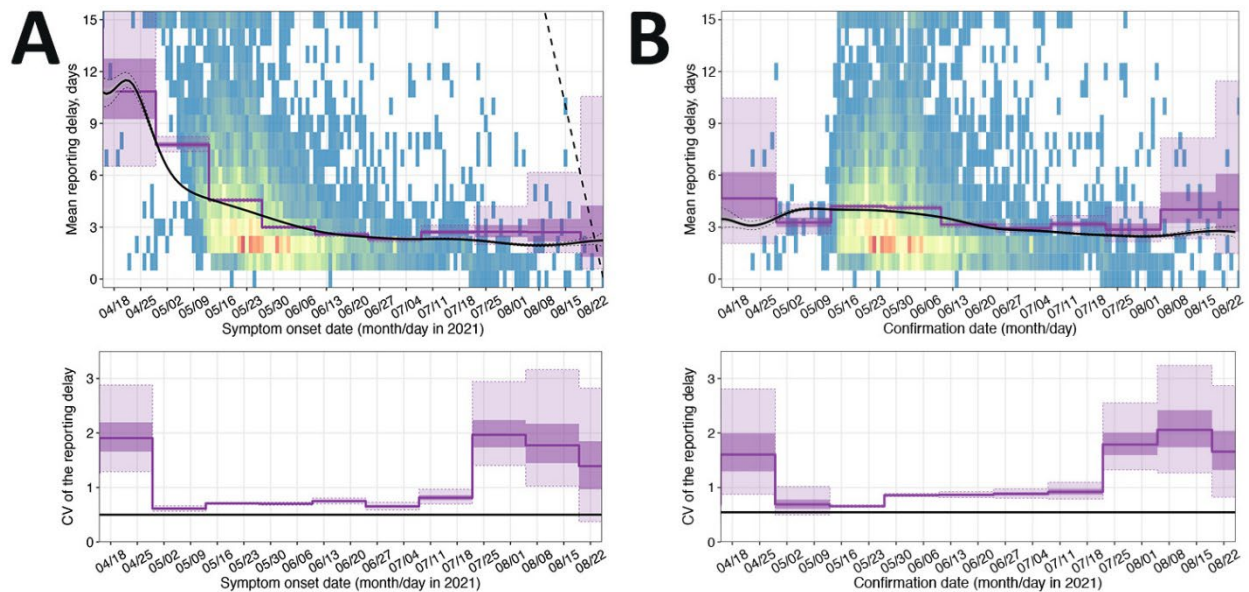 A
Mean reporting delay, days
15
12
9
6
3
0
04/18 04/25 05/02 05/09 05/16 05/23 05/30 06/06 06/13 06/20 06/27 07/04 07/11 07/18 07/25 08/01 08/08 08/15 08/22
Symptom onset date (month/day in 2021)
CV of the reporting delay
3
2
1
0
04/18 04/25 05/02 05/09 05/16 05/23 05/30 06/06 06/13 06/20 06/27 07/04 07/11 07/18 07/25 08/01 08/08 08/15 08/22
Symptom onset date (month/day in 2021)
B
Mean reporting delay, days
15
12
9
6
3
0
04/18 04/25 05/02 05/09 05/16 05/23 05/30 06/06 06/13 06/20 06/27 07/04 07/11 07/18 07/25 08/01 08/08 08/15 08/22
Confirmation date (month/day)
CV of the reporting delay
3
2
1
0
04/18 04/25 05/02 05/09 05/16 05/23 05/30 06/06 06/13 06/20 06/27 07/04 07/11 07/18 07/25 08/01 08/08 08/15 08/22
Confirmation date (month/day in 2021)